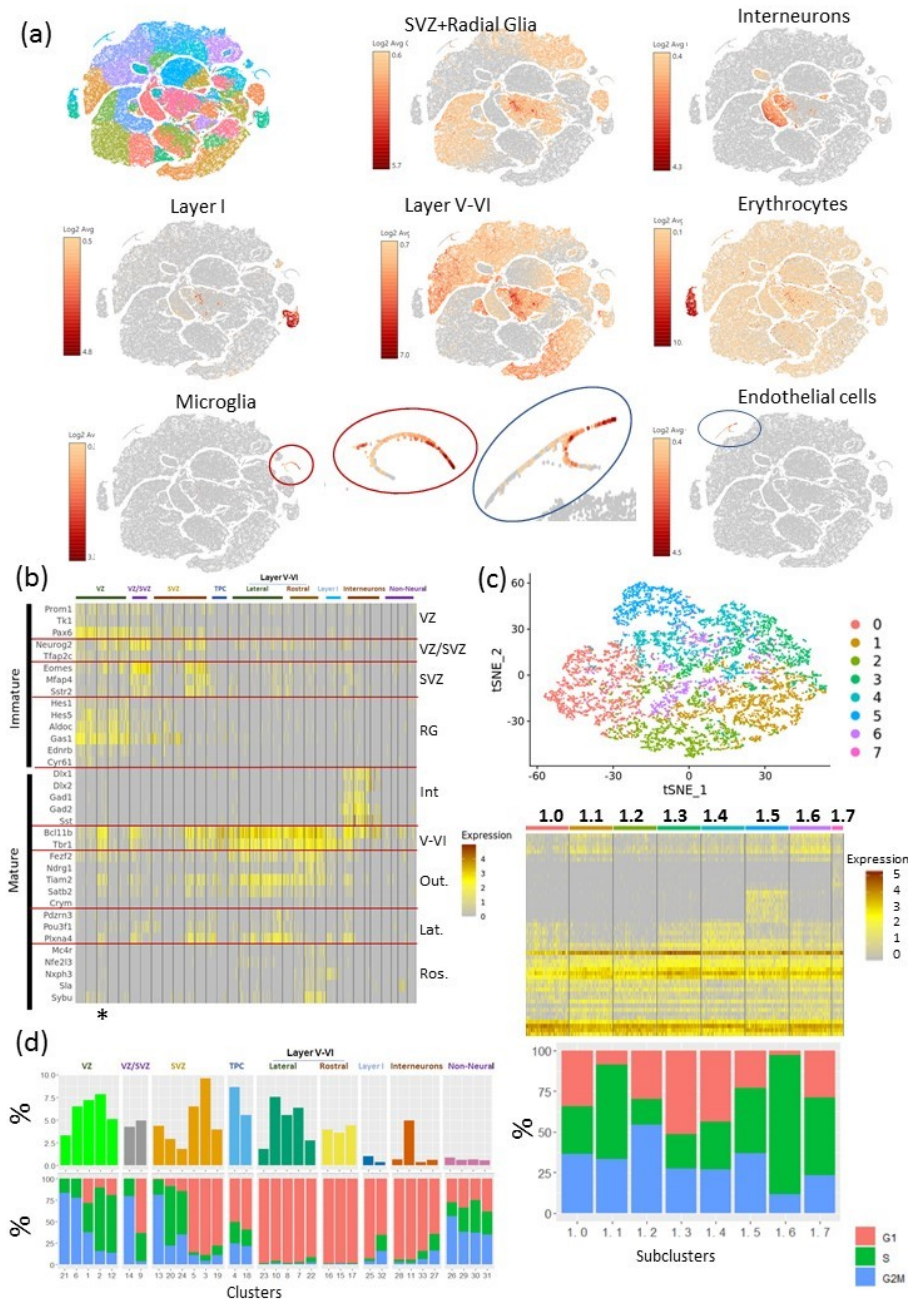 (a)
SVZ+Radial Glia
Interneurons
Log2 Avg (
0.6
5.7
Log2 Avg (
0.4
4.3
Layer I
Layer V-VI
Erythrocytes
Log2 Avg
0.5
4.8
Log2 Avg
0.7
7.0
Log2 Avg
0.1
10.
Microglia
Endothelial cells
Log2 Avg
0.
3.
Log2 Avg
0.4
4.5
(b)
Layer V-VI
VZ VZ/SVZ SVZ TPC Lateral Rostral Layer I Interneurons Non-Neural
Immature
Prom1
Tk1
Pax6
VZ
Neurog2
Tfap2c
VZ/SVZ
Eomes
Mfap4
Sstr2
SVZ
Hes1
Hes5
Aldoc
Gas1
Ednrb
Cyr61
RG
Mature
Dlx1
Dlx2
Gad1
Gad2
Sst
Int
Bcl11b
Tbr1
V-VI
Fezf2
Ndrg1
Tiam2
Satb2
Crym
Out.
Pdzrn3
Pou3f1
Plxna4
Lat.
Mc4r
Nfe2l3
Nxph3
Sla
Sybu
Ros.
*
Expression
4
3
2
1
0
(c)
tSNE_2
60
30
0
-30
-60 -30 0 30
tSNE_1
0
1
2
3
4
5
6
7
1.0 1.1 1.2 1.3 1.4 1.5 1.6 1.7
Expression
5
4
3
2
1
0
%
100
75
50
25
0
1. 0 1. 1 1. 2 1.3 1.4 1.5 1.6 1.7
Subclusters
G1
S
G2M
(d)
Layer V-VI
VZ VZ/SVZ SVZ TPC Lateral Rostral Layer I Interneurons Non-Neural
%
10.0
7.5
5.0
2.5
0.0
%
100
75
50
25
0
21 6 1 2 12 14 9 13 20 24 5 3 19 4 18 23 10 8 7 22 16 15 17 25 32 28 11 33 27 26 29 30 31
Clusters